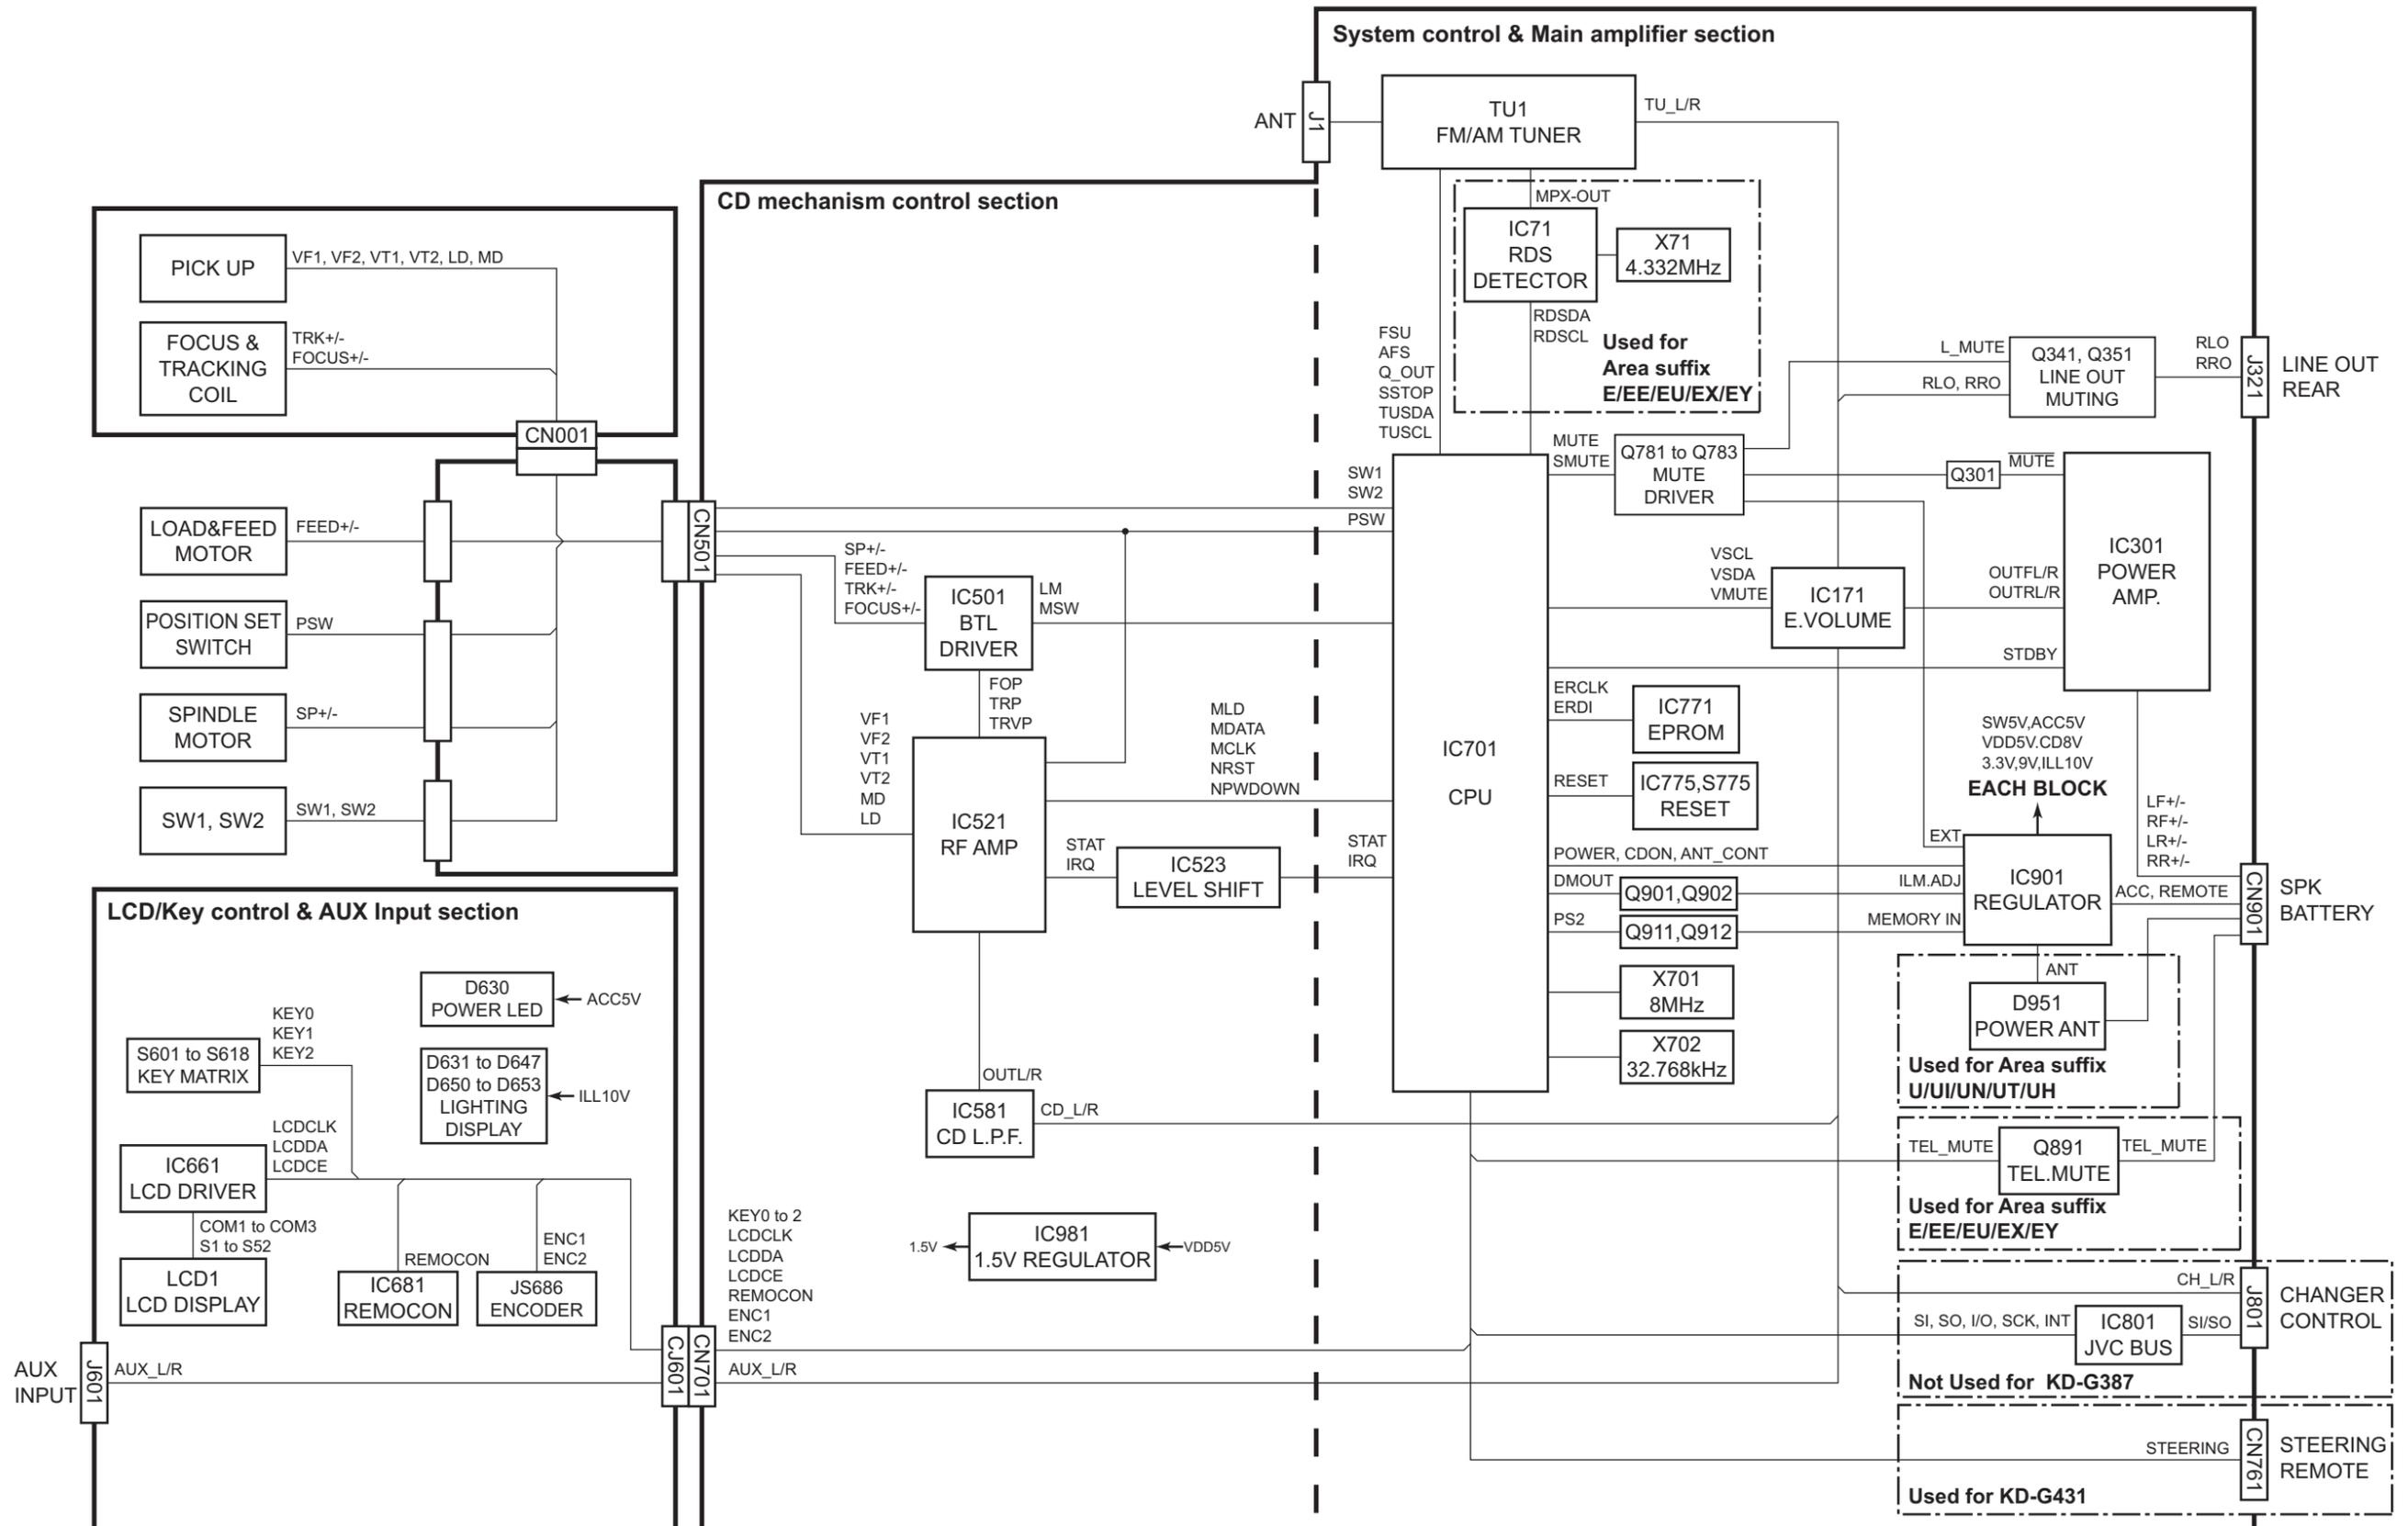 System control & Main amplifier section
ANT
J1
TU1
FM/AM TUNER
TU_L/R
CD mechanism control section
MPX-OUT
IC71
RDS
DETECTOR
X71
4.332MHz
RDSDA
RDSCL
Used for
Area suffix
E/EE/EU/EX/EY
PICK UP
VF1, VF2, VT1, VT2, LD, MD
FOCUS &
TRACKING
COIL
TRK+/-
FOCUS+/-
CN001
FSU
AFS
Q_OUT
SSTOP
TUSDA
TUSCL
L_MUTE
RLO, RRO
Q341, Q351
LINE OUT
MUTING
RLO
RRO
J321
LINE OUT
REAR
LOAD&FEED
MOTOR
FEED+/-
POSITION SET
SWITCH
PSW
SPINDLE
MOTOR
SP+/-
SW1, SW2
SW1, SW2
CN501
SW1
SW2
PSW
SP+/-
FEED+/-
TRK+/-
FOCUS+/-
IC501
BTL
DRIVER
LM
MSW
FOP
TRP
TRVP
VF1
VF2
VT1
VT2
MD
LD
IC521
RF AMP
MLD
MDATA
MCLK
NRST
NPWDOWN
STAT
IRQ
IC523
LEVEL SHIFT
STAT
IRQ
OUTL/R
IC581
CD L.P.F.
CD_L/R
1.5V
IC981
1.5V REGULATOR
VDD5V
IC701
CPU
MUTE
SMUTE
Q781 to Q783
MUTE
DRIVER
Q301
MUTE
IC301
POWER
AMP.
VSCL
VSDA
VMUTE
IC171
E.VOLUME
OUTFL/R
OUTRL/R
STDBY
ERCLK
ERDI
IC771
EPROM
RESET
IC775,S775
RESET
SW5V,ACC5V
VDD5V.CD8V
3.3V,9V,ILL10V
EACH BLOCK
LF+/-
RF+/-
LR+/-
RR+/-
EXT
POWER, CDON, ANT_CONT
DMOUT
Q901,Q902
ILM.ADJ
PS2
Q911,Q912
MEMORY IN
IC901
REGULATOR
ACC, REMOTE
CN901
SPK
BATTERY
X701
8MHz
X702
32.768kHz
ANT
D951
POWER ANT
Used for Area suffix
U/UI/UN/UT/UH
TEL_MUTE
Q891
TEL.MUTE
TEL_MUTE
Used for Area suffix
E/EE/EU/EX/EY
CH_L/R
SI, SO, I/O, SCK, INT
IC801
JVC BUS
SI/SO
J801
CHANGER
CONTROL
Not Used for KD-G387
STEERING
CN761
STEERING
REMOTE
Used for KD-G431
LCD/Key control & AUX Input section
D630
POWER LED
ACC5V
KEY0
KEY1
KEY2
S601 to S618
KEY MATRIX
D631 to D647
D650 to D653
LIGHTING
DISPLAY
ILL10V
LCDCLK
LCDDA
LCDCE
IC661
LCD DRIVER
COM1 to COM3
S1 to S52
LCD1
LCD DISPLAY
REMOCON
IC681
REMOCON
ENC1
ENC2
JS686
ENCODER
AUX
INPUT
J601
AUX_L/R
CJ601
CN701
KEY0 to 2
LCDCLK
LCDDA
LCDCE
REMOCON
ENC1
ENC2
AUX_L/R